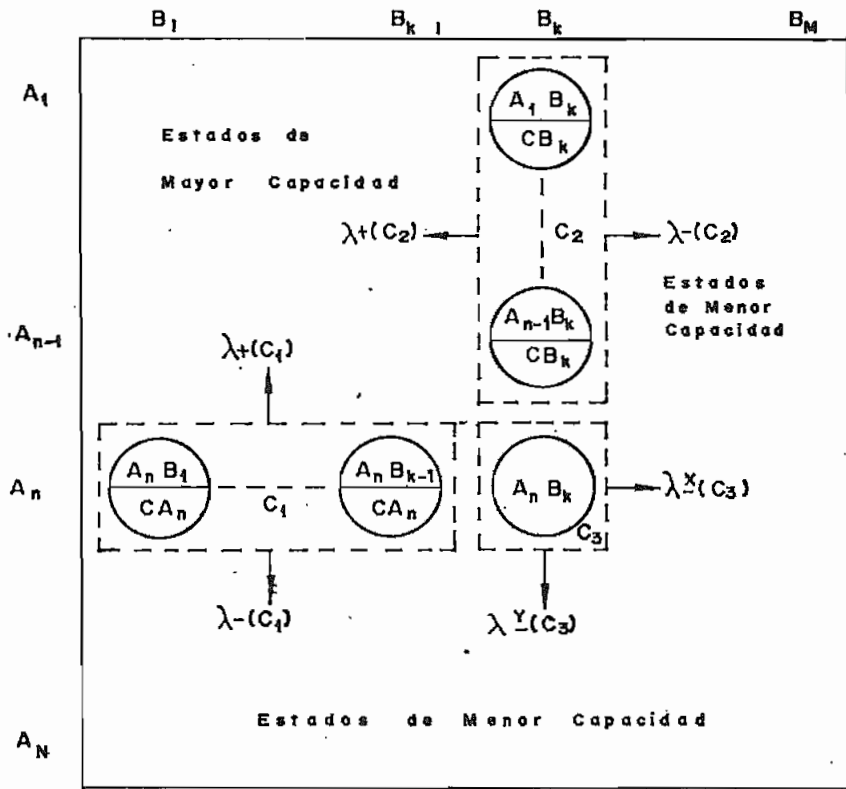 B₁ Bₖ₋₁ Bₖ B_M
A₁
A₁ Bₖ
CBₖ
Estados de
Mayor Capacidad
λ+(C₂) C₂ λ-(C₂)
Estados
de Menor
Capacidad
Aₙ₋₁
Aₙ₋₁Bₖ
CBₖ
λ+(C₁)
Aₙ
Aₙ B₁
CAₙ
C₁
Aₙ Bₖ₋₁
CAₙ
Aₙ Bₖ
C₃
λX-(C₃)
λ-(C₁) λY-(C₃)
Estados de Menor Capacidad
A_N